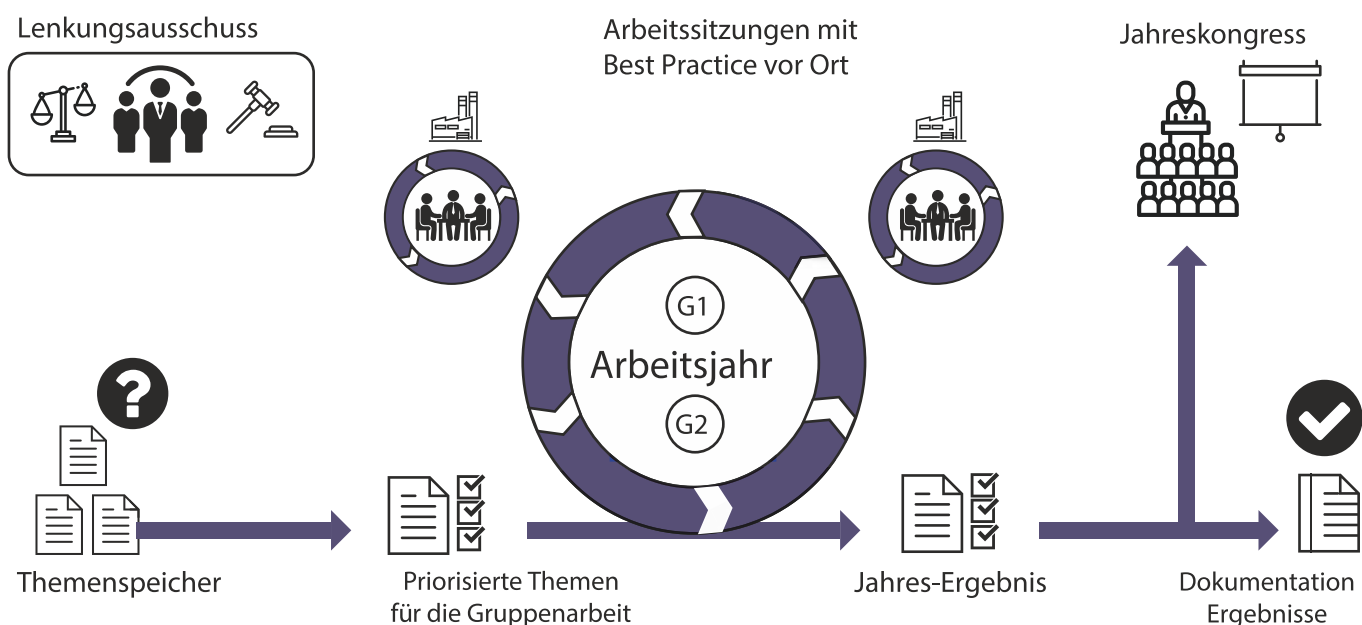 Lenkungsausschuss
Arbeitssitzungen mit
Best Practice vor Ort
Jahreskongress
G1
Arbeitsjahr
G2
Themenspeicher
Priorisierte Themen
für die Gruppenarbeit
Jahres-Ergebnis
Dokumentation
Ergebnisse